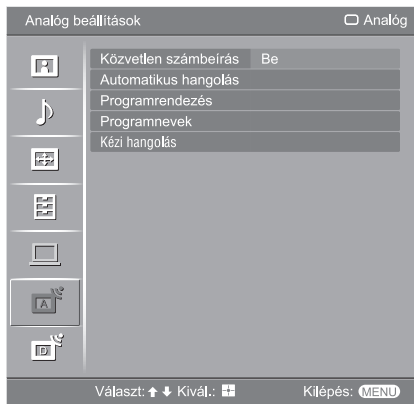 Analóg beállítások Analóg
Közvetlen számbeírás Be
Automatikus hangolás
Programrendezés
Programnevek
Kézi hangolás
A
D
Választ: Kivál.: Kilépés: MENU